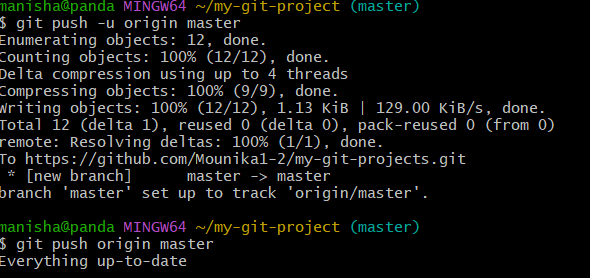 manisha@panda MINGW64 ~/my-git-project (master)
$ git push -u origin master
Enumerating objects: 12, done.
Counting objects: 100% (12/12), done.
Delta compression using up to 4 threads
Compressing objects: 100% (9/9), done.
Writing objects: 100% (12/12), 1.13 KiB | 129.00 KiB/s, done.
Total 12 (delta 1), reused 0 (delta 0), pack-reused 0 (from 0)
remote: Resolving deltas: 100% (1/1), done.
To https://github.com/Mounika1-2/my-git-projects.git
 * [new branch]      master -> master
branch 'master' set up to track 'origin/master'.
manisha@panda MINGW64 ~/my-git-project (master)
$ git push origin master
Everything up-to-date